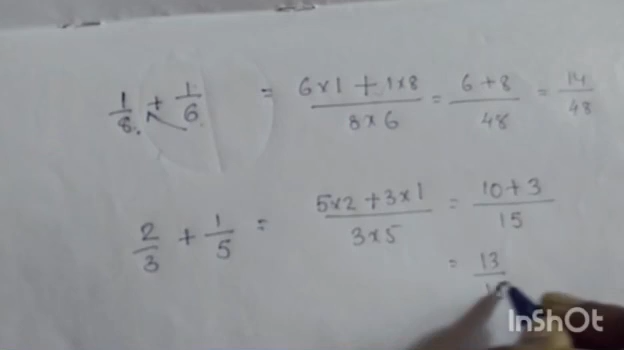 1/8 + 1/6 = 6x1 + 1x8 / 8x6 = 6+8 / 48 = 14/48
2/3 + 1/5 = 5x2 + 3x1 / 3x5 = 10+3 / 15
= 13/
InShOt